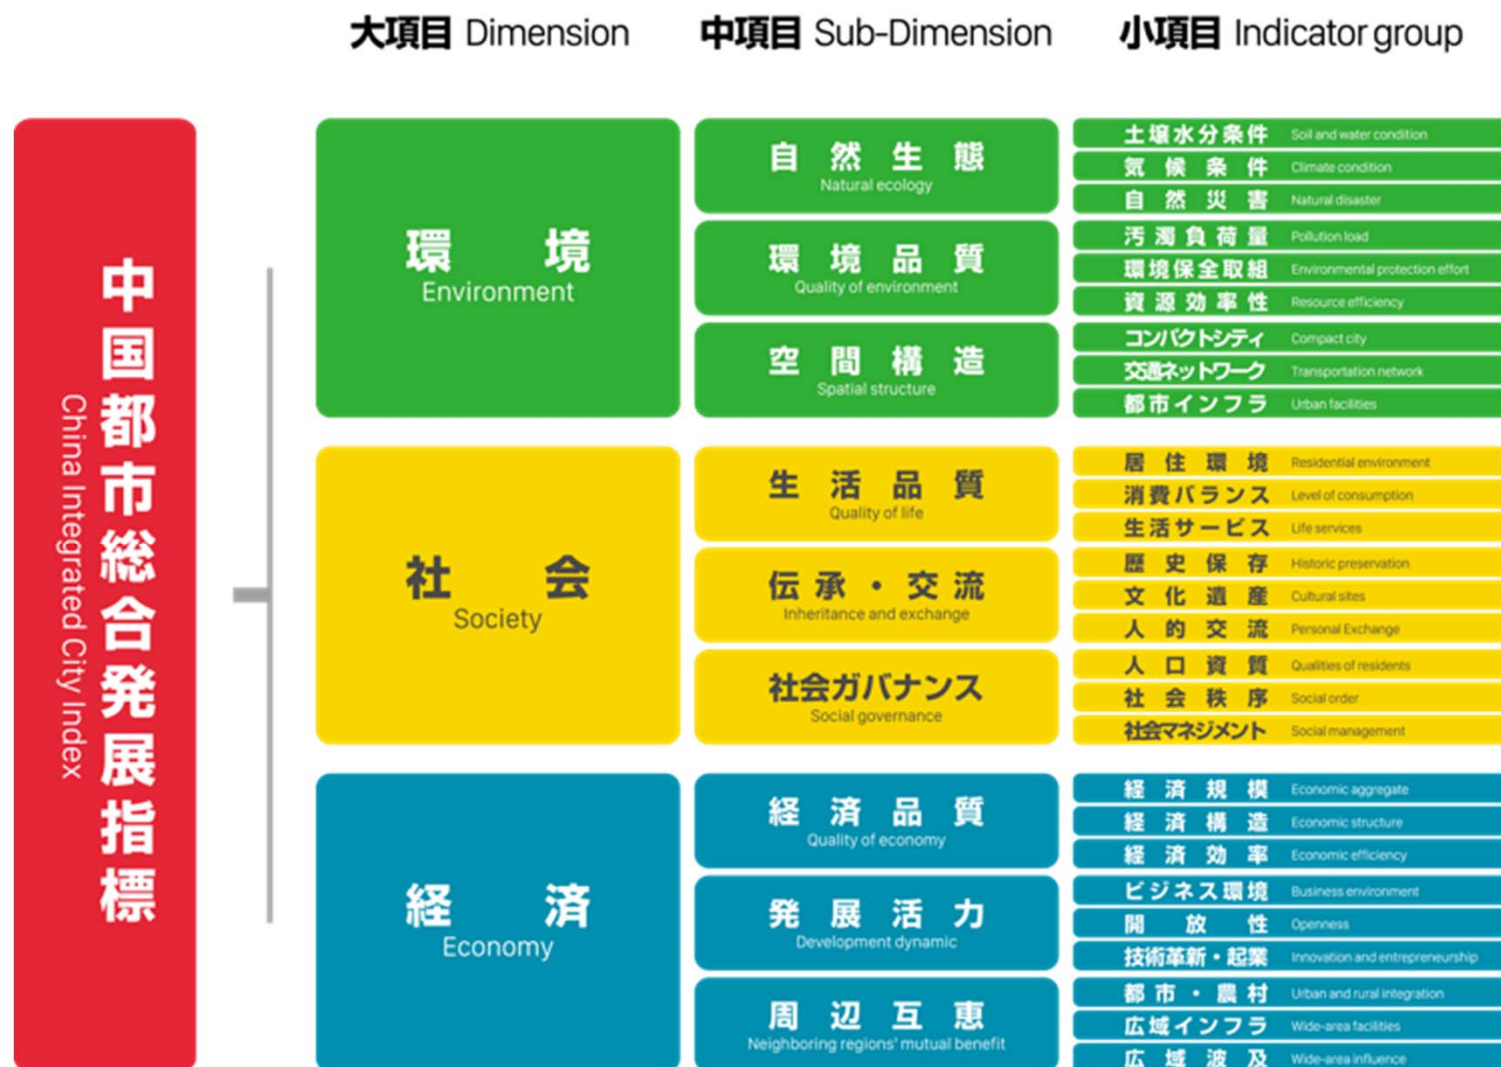 大項目 Dimension
中項目 Sub-Dimension
小項目 Indicator group
中国都市総合発展指標
China Integrated City Index
環境
Environment
自然生態
Natural ecology
土壌水分条件 Soil and water condition
気候条件 Climate condition
自然災害 Natural disaster
環境品質
Quality of environment
汚濁負荷量 Pollution load
環境保全取組 Environmental protection effort
資源効率性 Resource efficiency
空間構造
Spatial structure
コンパクトシティ Compact city
交通ネットワーク Transportation network
都市インフラ Urban facilities
社会
Society
生活品質
Quality of life
居住環境 Residential environment
消費バランス Level of consumption
生活サービス Life services
伝承・交流
Inheritance and exchange
歴史保存 Historic preservation
文化遺産 Cultural sites
人的交流 Personal Exchange
社会ガバナンス
Social governance
人口資質 Qualities of residents
社会秩序 Social order
社会マネジメント Social management
経済
Economy
経済品質
Quality of economy
経済規模 Economic aggregate
経済構造 Economic structure
経済効率 Economic efficiency
発展活力
Development dynamic
ビジネス環境 Business environment
開放性 Openness
技術革新・起業 Innovation and entrepreneurship
周辺互恵
Neighboring regions' mutual benefit
都市・農村 Urban and rural integration
広域インフラ Wide-area facilities
広域波及 Wide-area influence